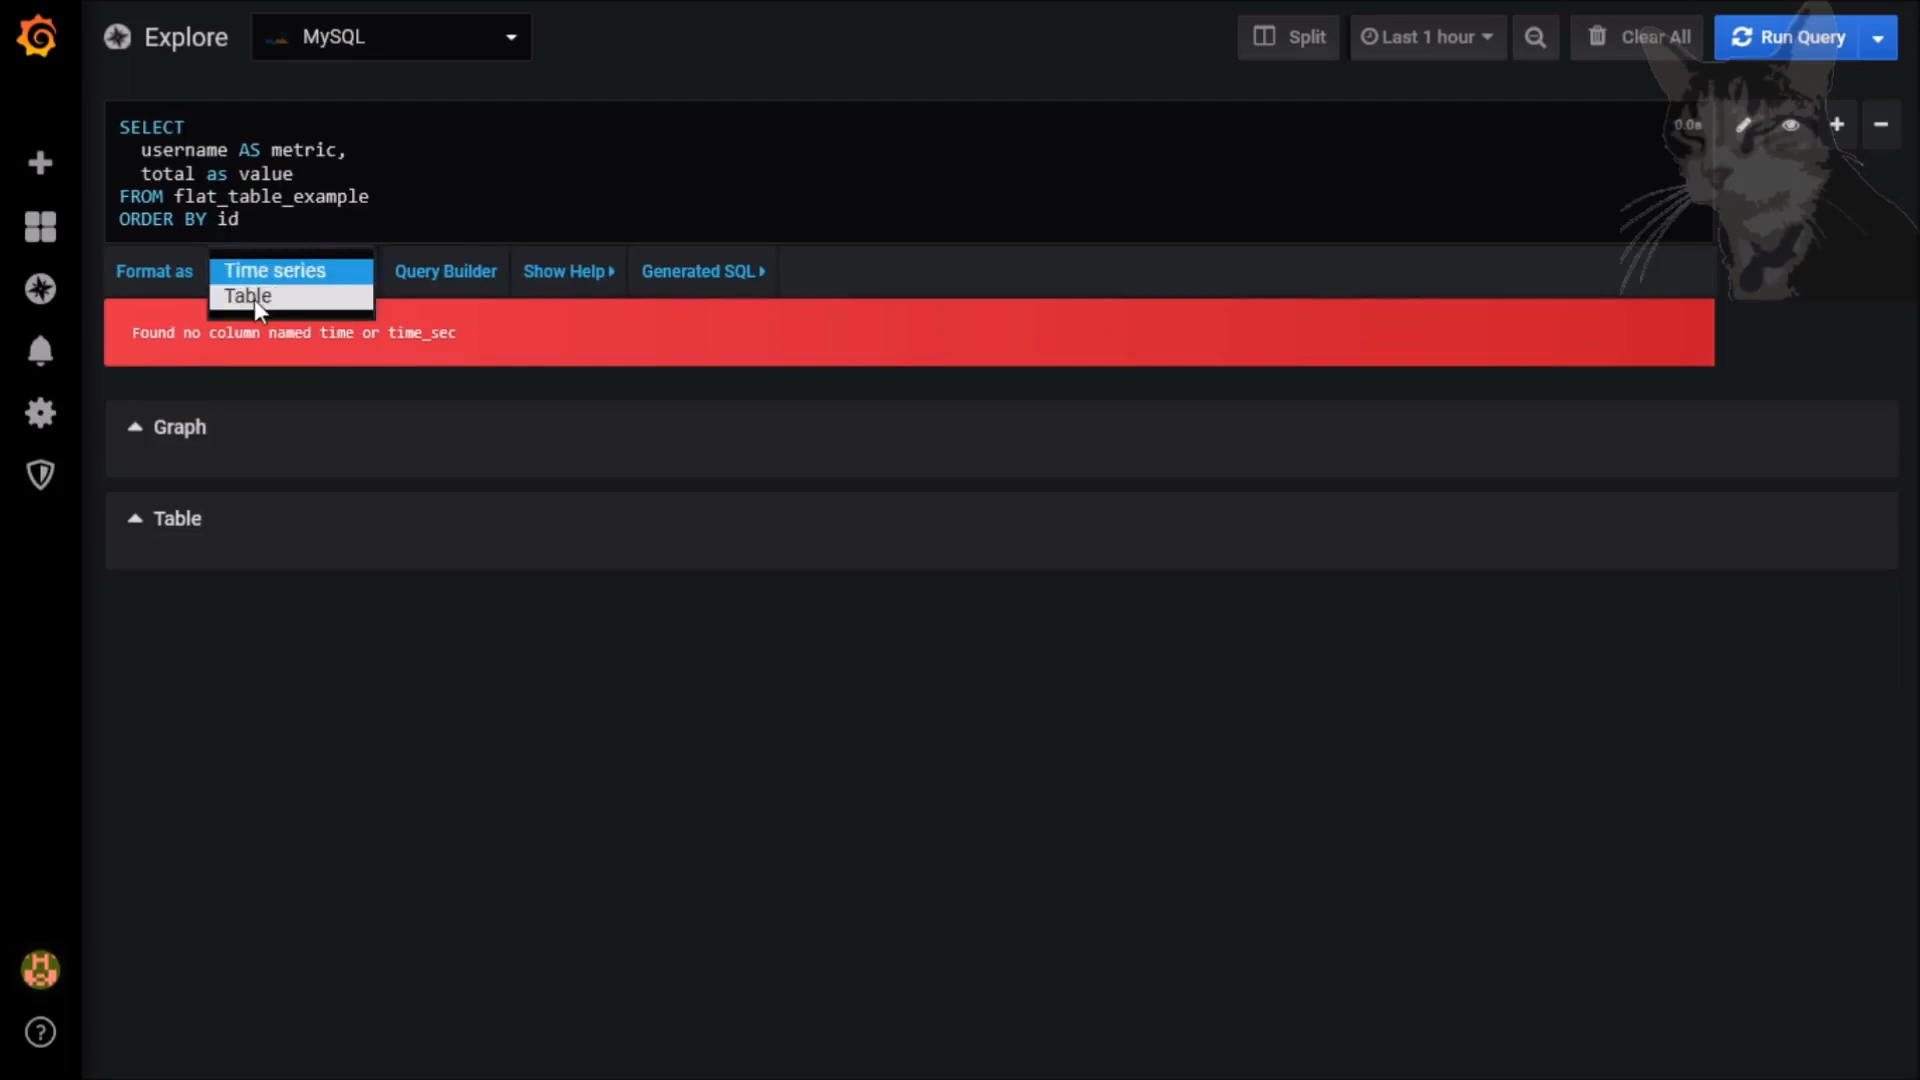 Explore
MySQL
Split
Last 1 hour
Clear All
Run Query
SELECT
username AS metric,
total as value
FROM flat_table_example
ORDER BY id
0.0s
Format as
Time series
Table
Query Builder
Show Help
Generated SQL
Found no column named time or time_sec
Graph
Table